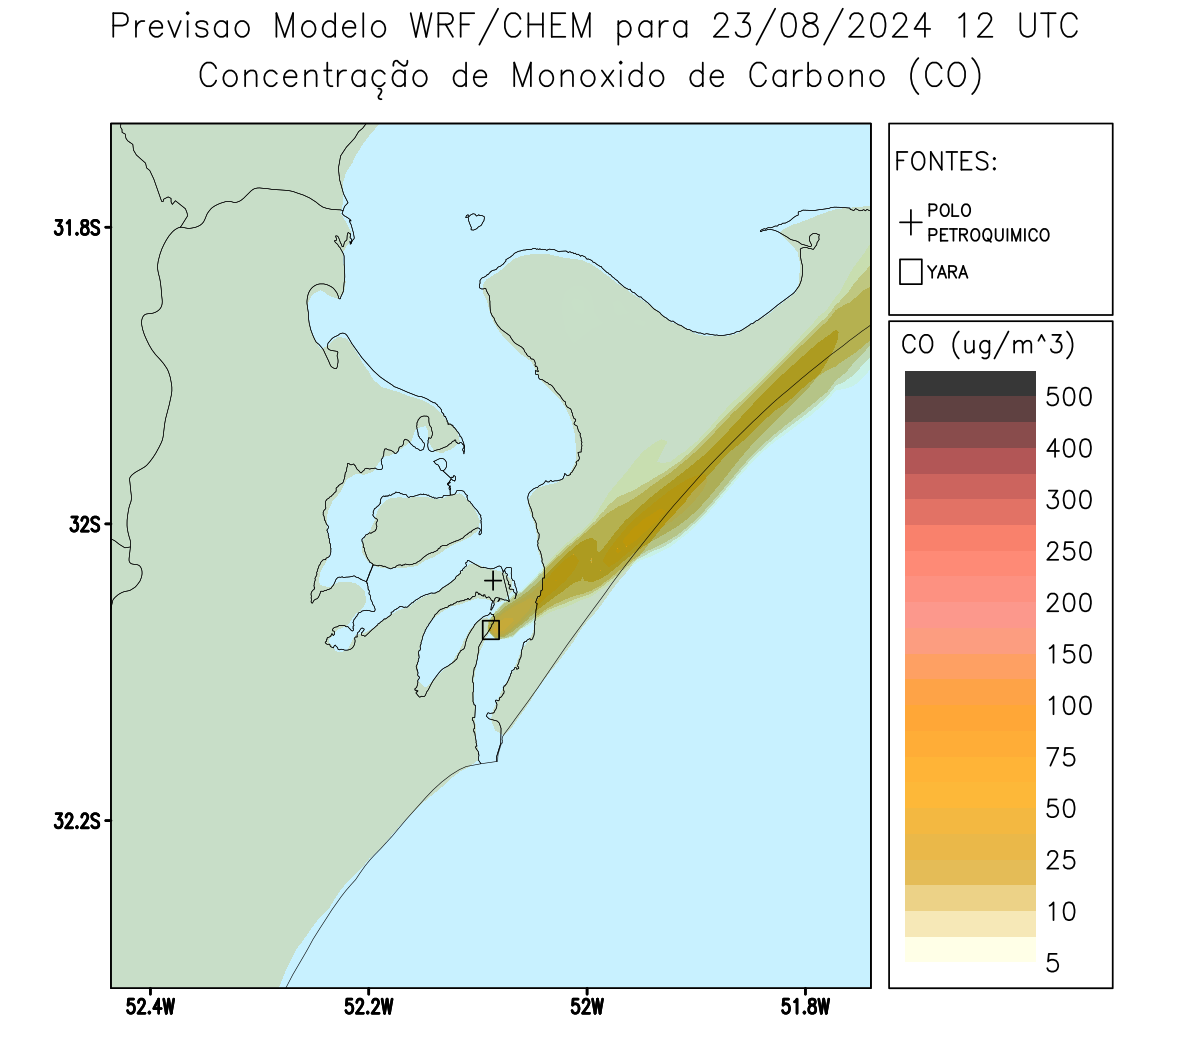 Previsao Modelo WRF/CHEM para 23/08/2024 12 UTC
Concentração de Monoxido de Carbono (CO)
FONTES:
POLO
PETROQUIMICO
YARA
CO (ug/m^3)
500
400
300
250
200
150
100
75
50
25
10
5
31.8S
32S
32.2S
52.4W
52.2W
52W
51.8W